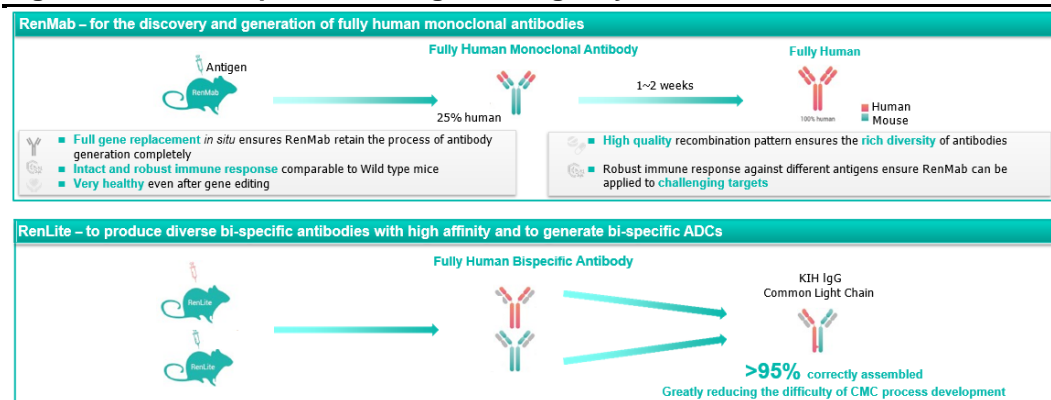 RenMab – for the discovery and generation of fully human monoclonal antibodies
Fully Human Monoclonal Antibody
Fully Human
Antigen
RenMab
1~2 weeks
25% human
100% human
Human
Mouse
Full gene replacement in situ ensures RenMab retain the process of antibody
generation completely
Intact and robust immune response comparable to Wild type mice
Very healthy even after gene editing
High quality recombination pattern ensures the rich diversity of antibodies
Robust immune response against different antigens ensure RenMab can be
applied to challenging targets
RenLite – to produce diverse bi-specific antibodies with high affinity and to generate bi-specific ADCs
Fully Human Bispecific Antibody
KIH IgG
Common Light Chain
RenLite
RenLite
>95% correctly assembled
Greatly reducing the difficulty of CMC process development